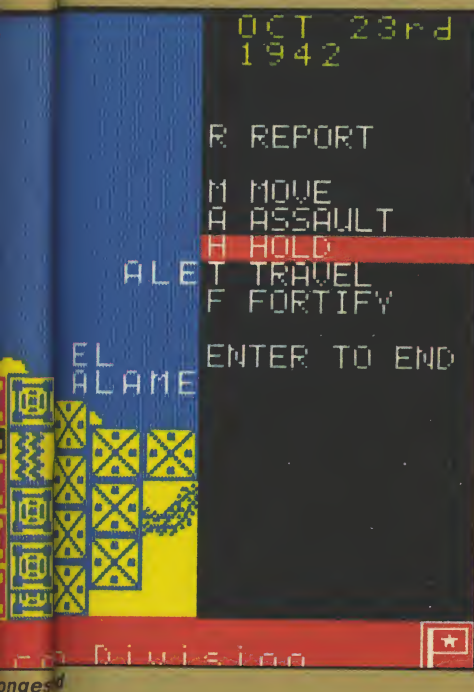 OCT 23rd
1942
R REPORT
M MOVE
A ASSAULT
H HOLD
T TRAVEL
F FORTIFY
ENTER TO END
ALE
EL
ALAME
Division